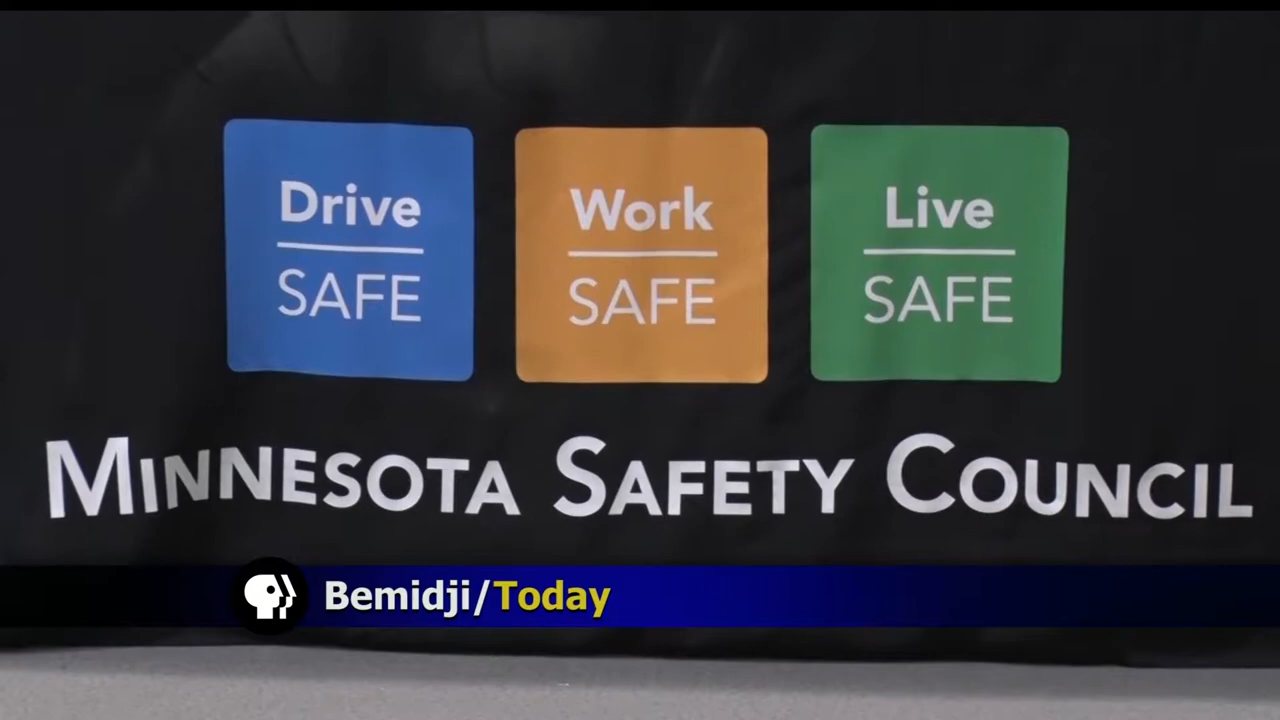 Drive
SAFE
Work
SAFE
Live
SAFE
MINNESOTA SAFETY COUNCIL
Bemidji/Today